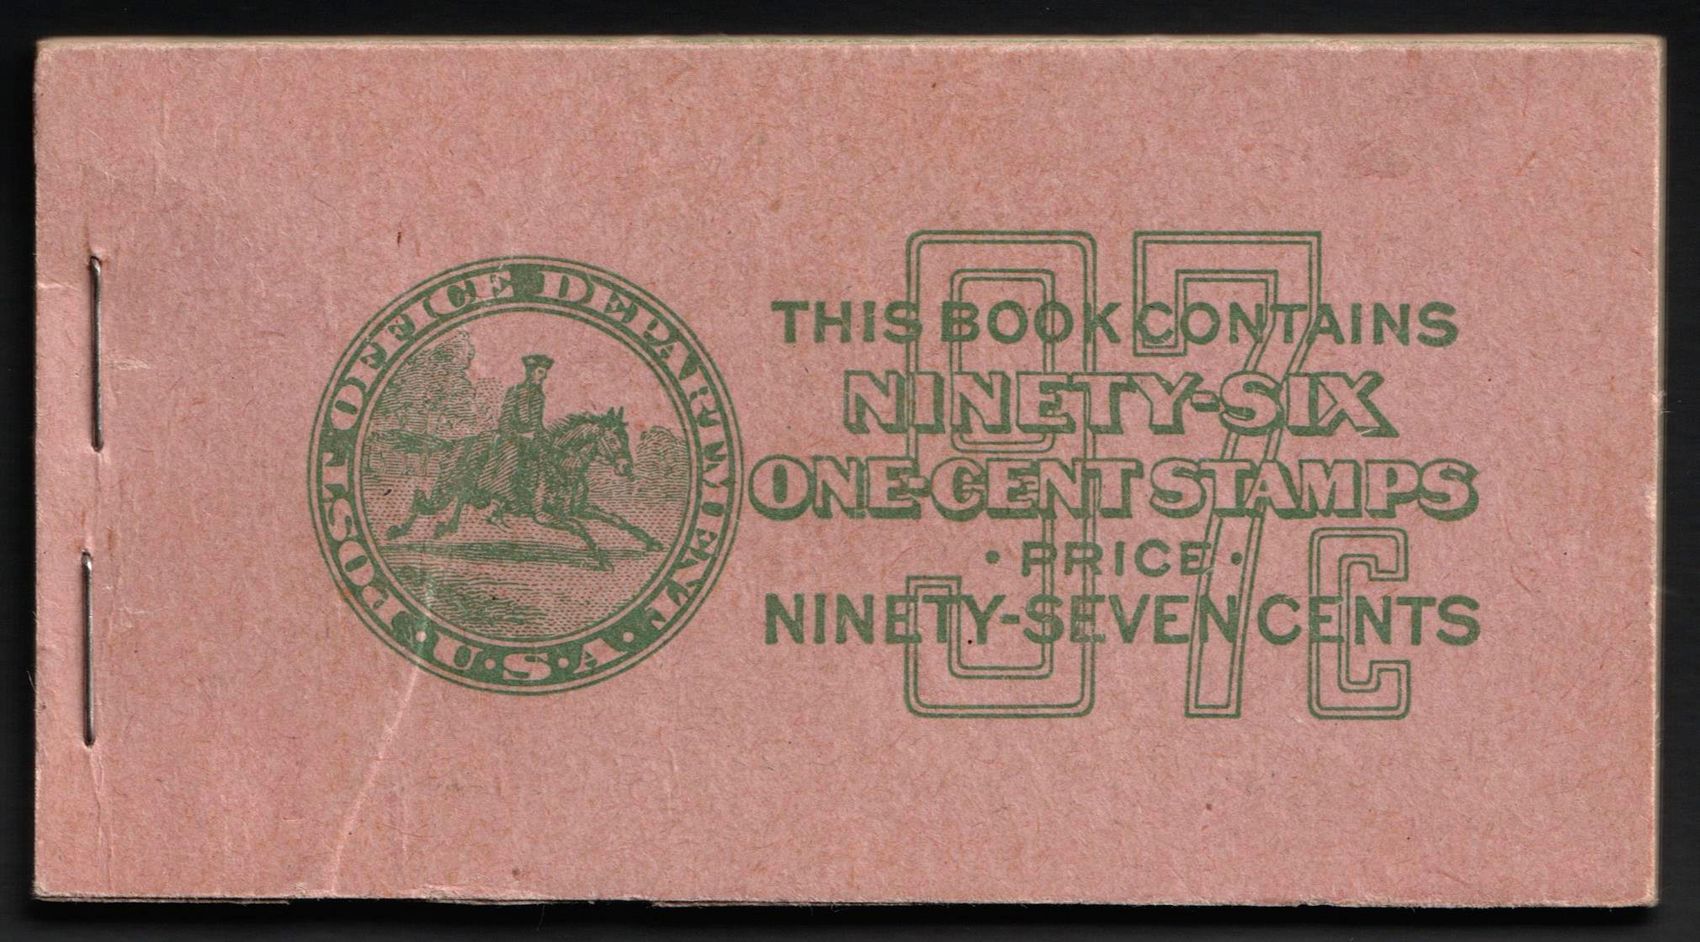 POST OFFICE DEPARTMENT
U.S.A.
97c
THIS BOOK CONTAINS
NINETY-SIX
ONE-CENT STAMPS
· PRICE ·
NINETY-SEVEN CENTS